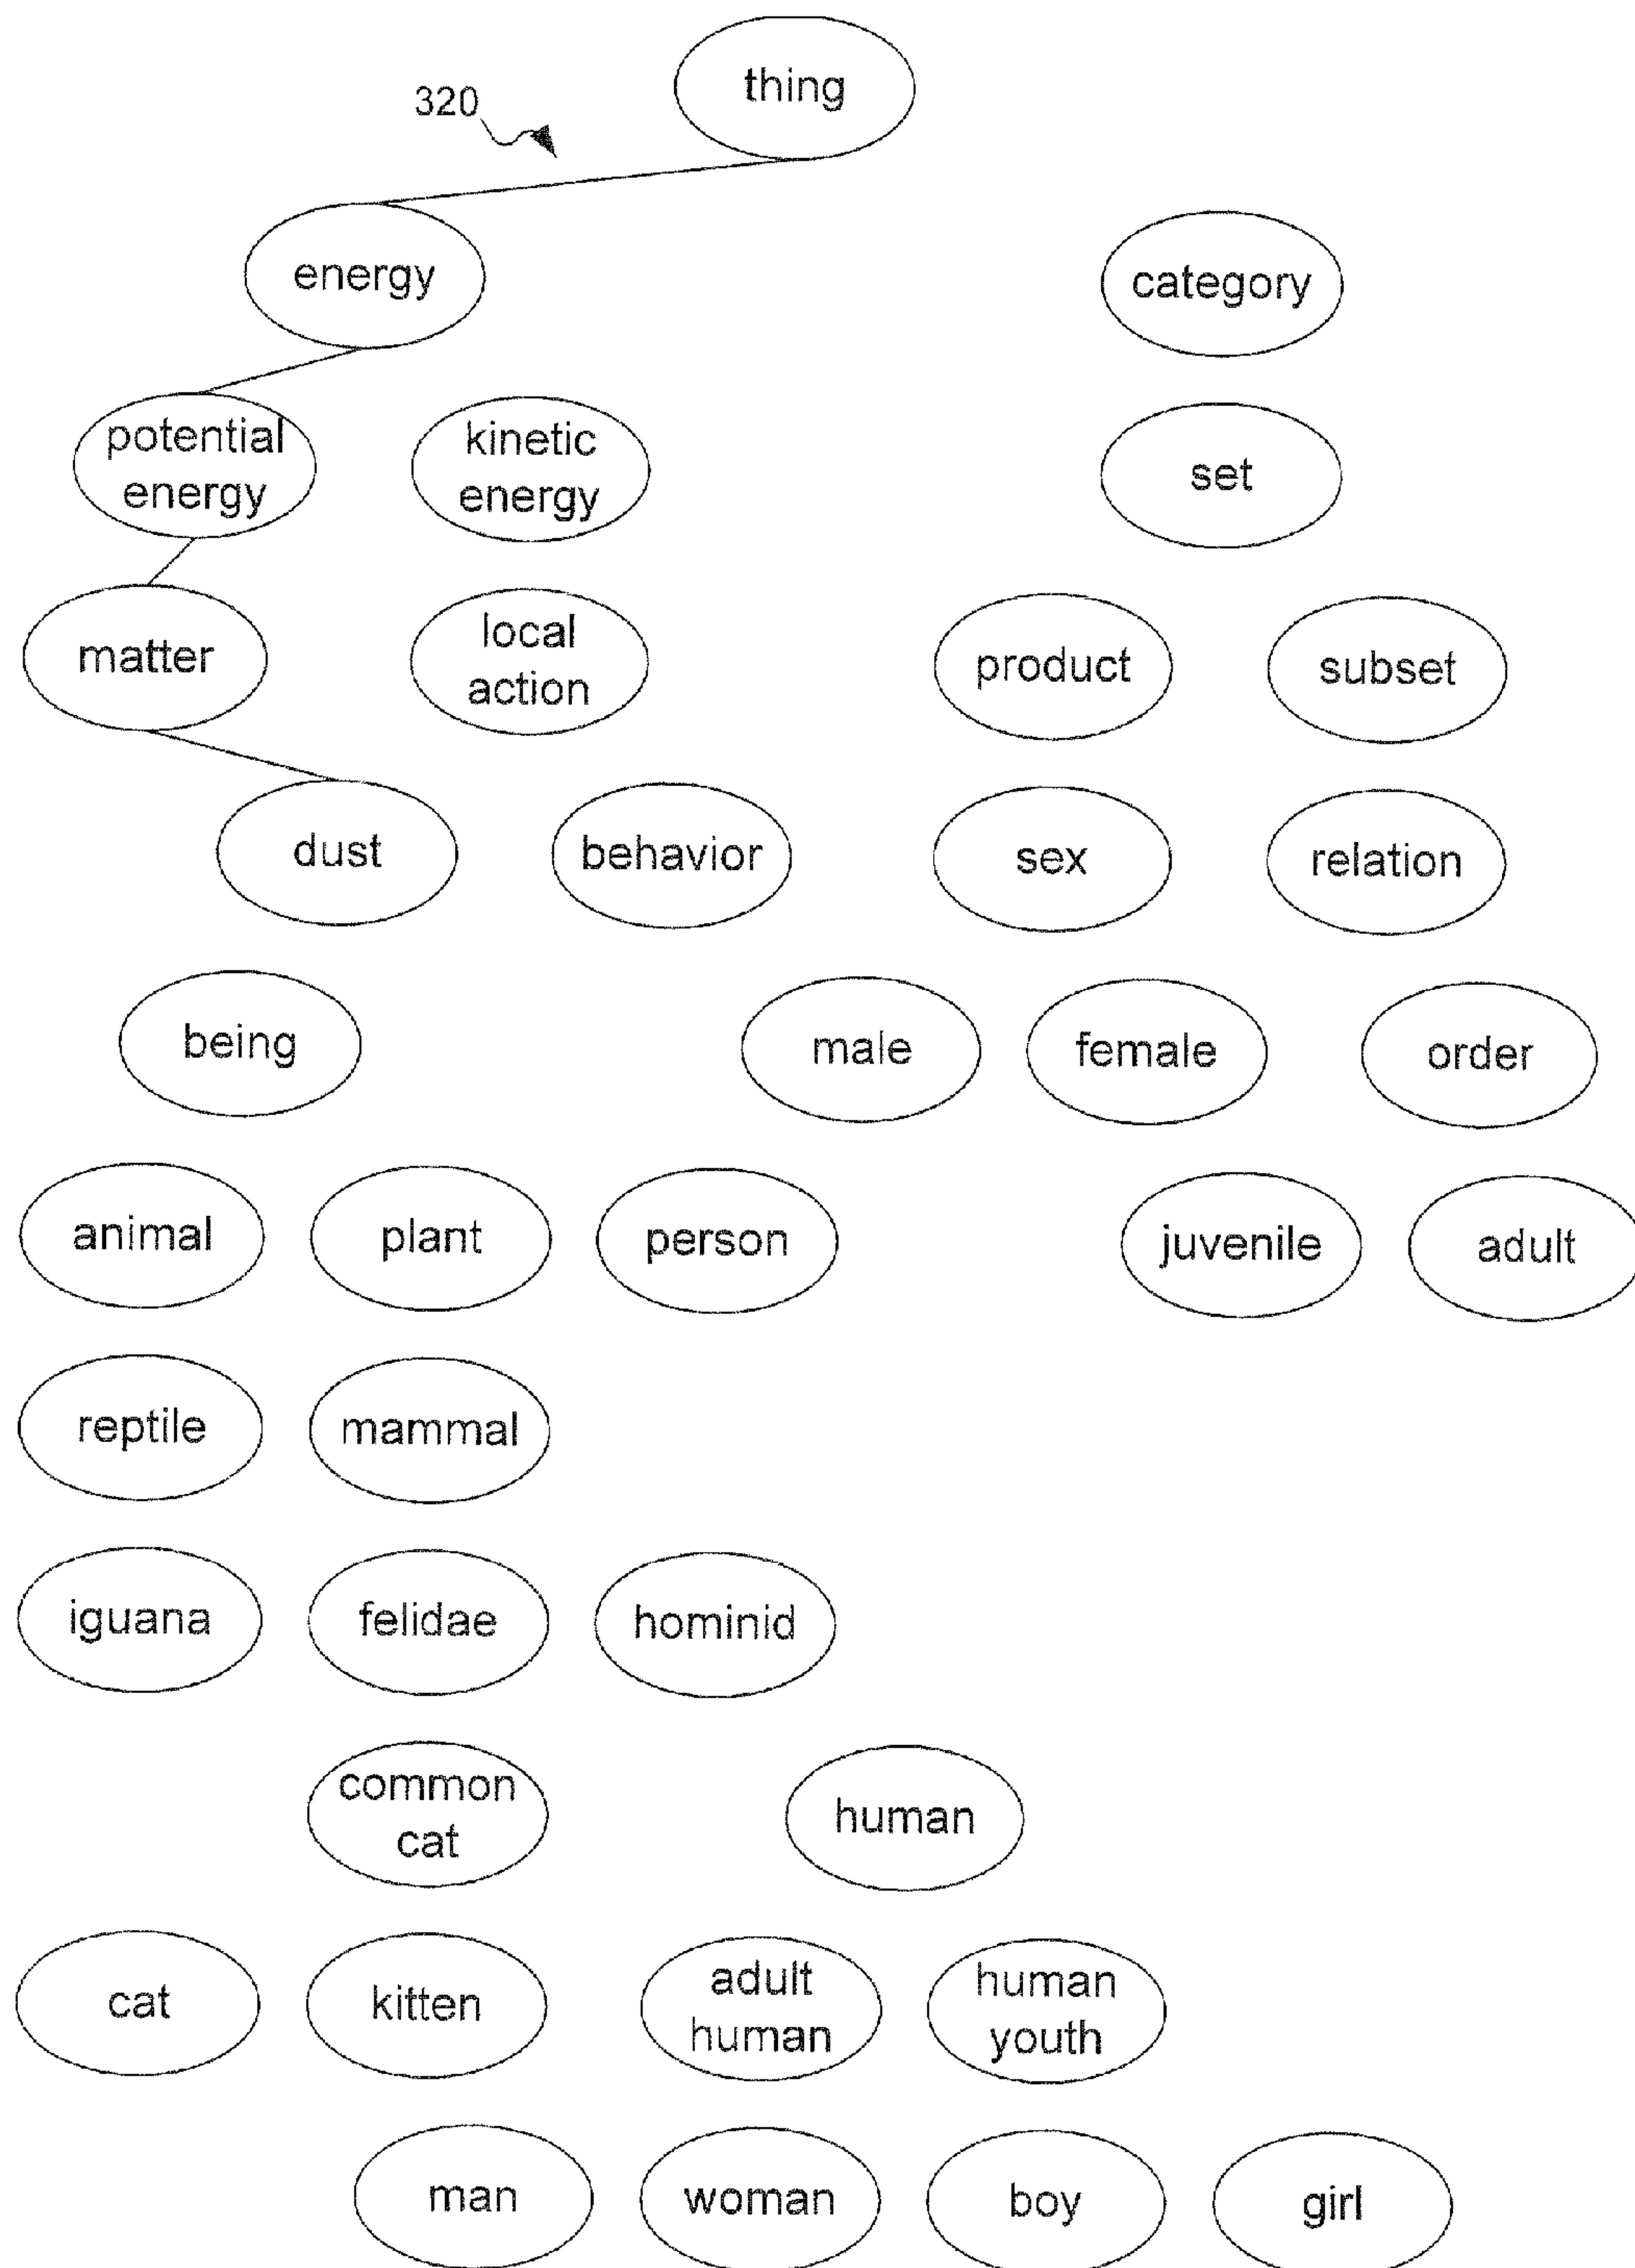 thing
320
energy
category
potential
energy
kinetic
energy
set
matter
local
action
product
subset
dust
behavior
sex
relation
being
male
female
order
animal
plant
person
juvenile
adult
reptile
mammal
iguana
felidae
hominid
common
cat
human
cat
kitten
adult
human
human
youth
man
woman
boy
girl